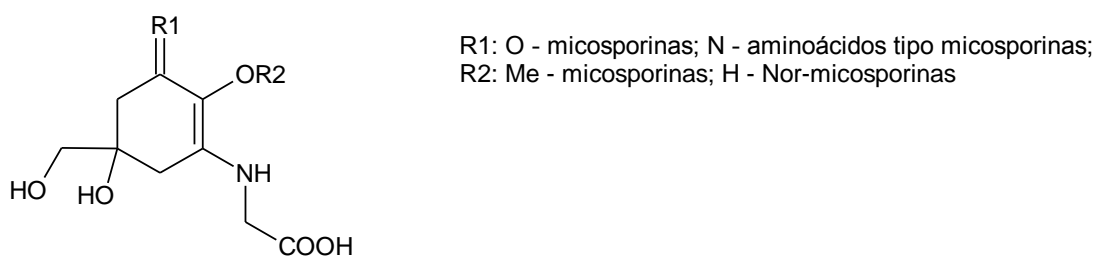 R1
OR2
NH
HO
HO
COOH
R1: O - micosporinas; N - aminoácidos tipo micosporinas;
R2: Me - micosporinas; H - Nor-micosporinas